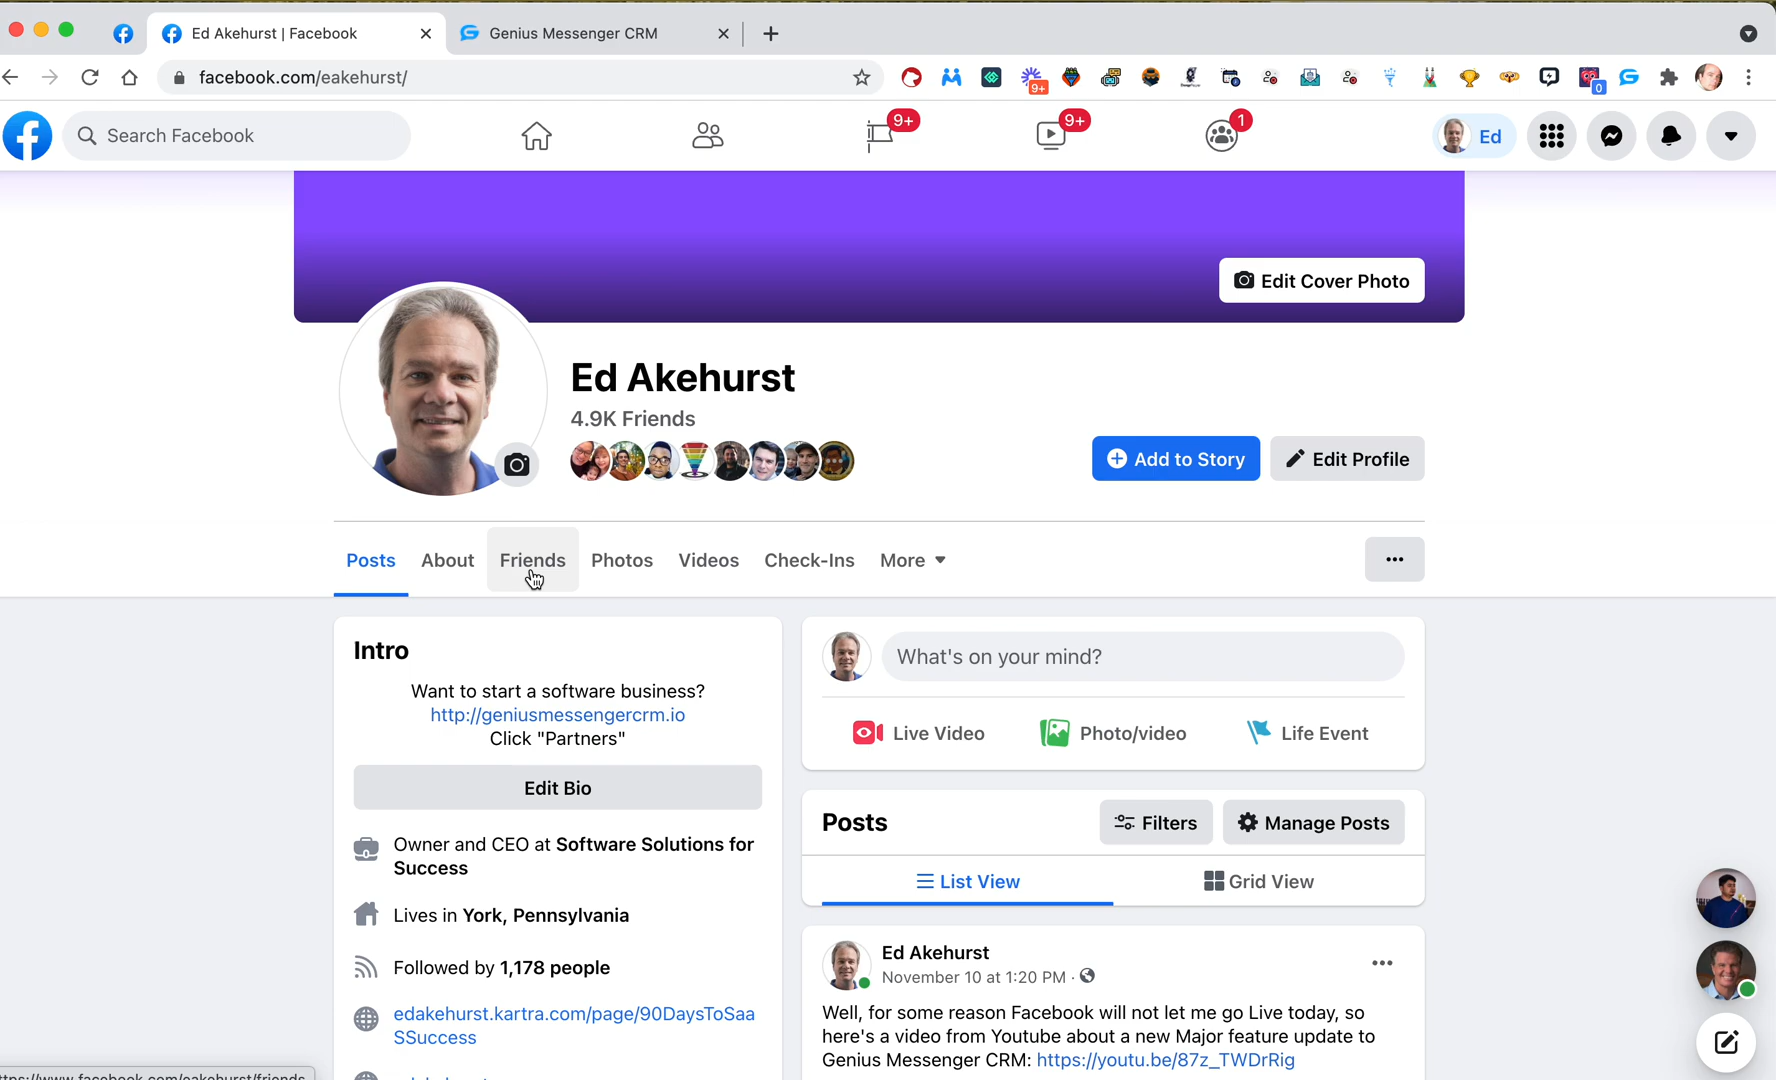 Ed Akehurst | Facebook
Genius Messenger CRM
facebook.com/eakehurst/
9+
0
Search Facebook
9+
9+
1
Ed
Edit Cover Photo
Ed Akehurst
4.9K Friends
Add to Story
Edit Profile
Posts
About
Friends
Photos
Videos
Check-Ins
More
Intro
Want to start a software business?
http://geniusmessengercrm.io
Click "Partners"
Edit Bio
Owner and CEO at Software Solutions for
Success
Lives in York, Pennsylvania
Followed by 1,178 people
edakehurst.kartra.com/page/90DaysToSaa
SSuccess
What's on your mind?
Live Video
Photo/video
Life Event
Posts
Filters
Manage Posts
List View
Grid View
Ed Akehurst
November 10 at 1:20 PM ·
Well, for some reason Facebook will not let me go Live today, so
here's a video from Youtube about a new Major feature update to
Genius Messenger CRM: https://youtu.be/87z_TWDrRig
ttps://www.facebook.com/eakehurst/friends